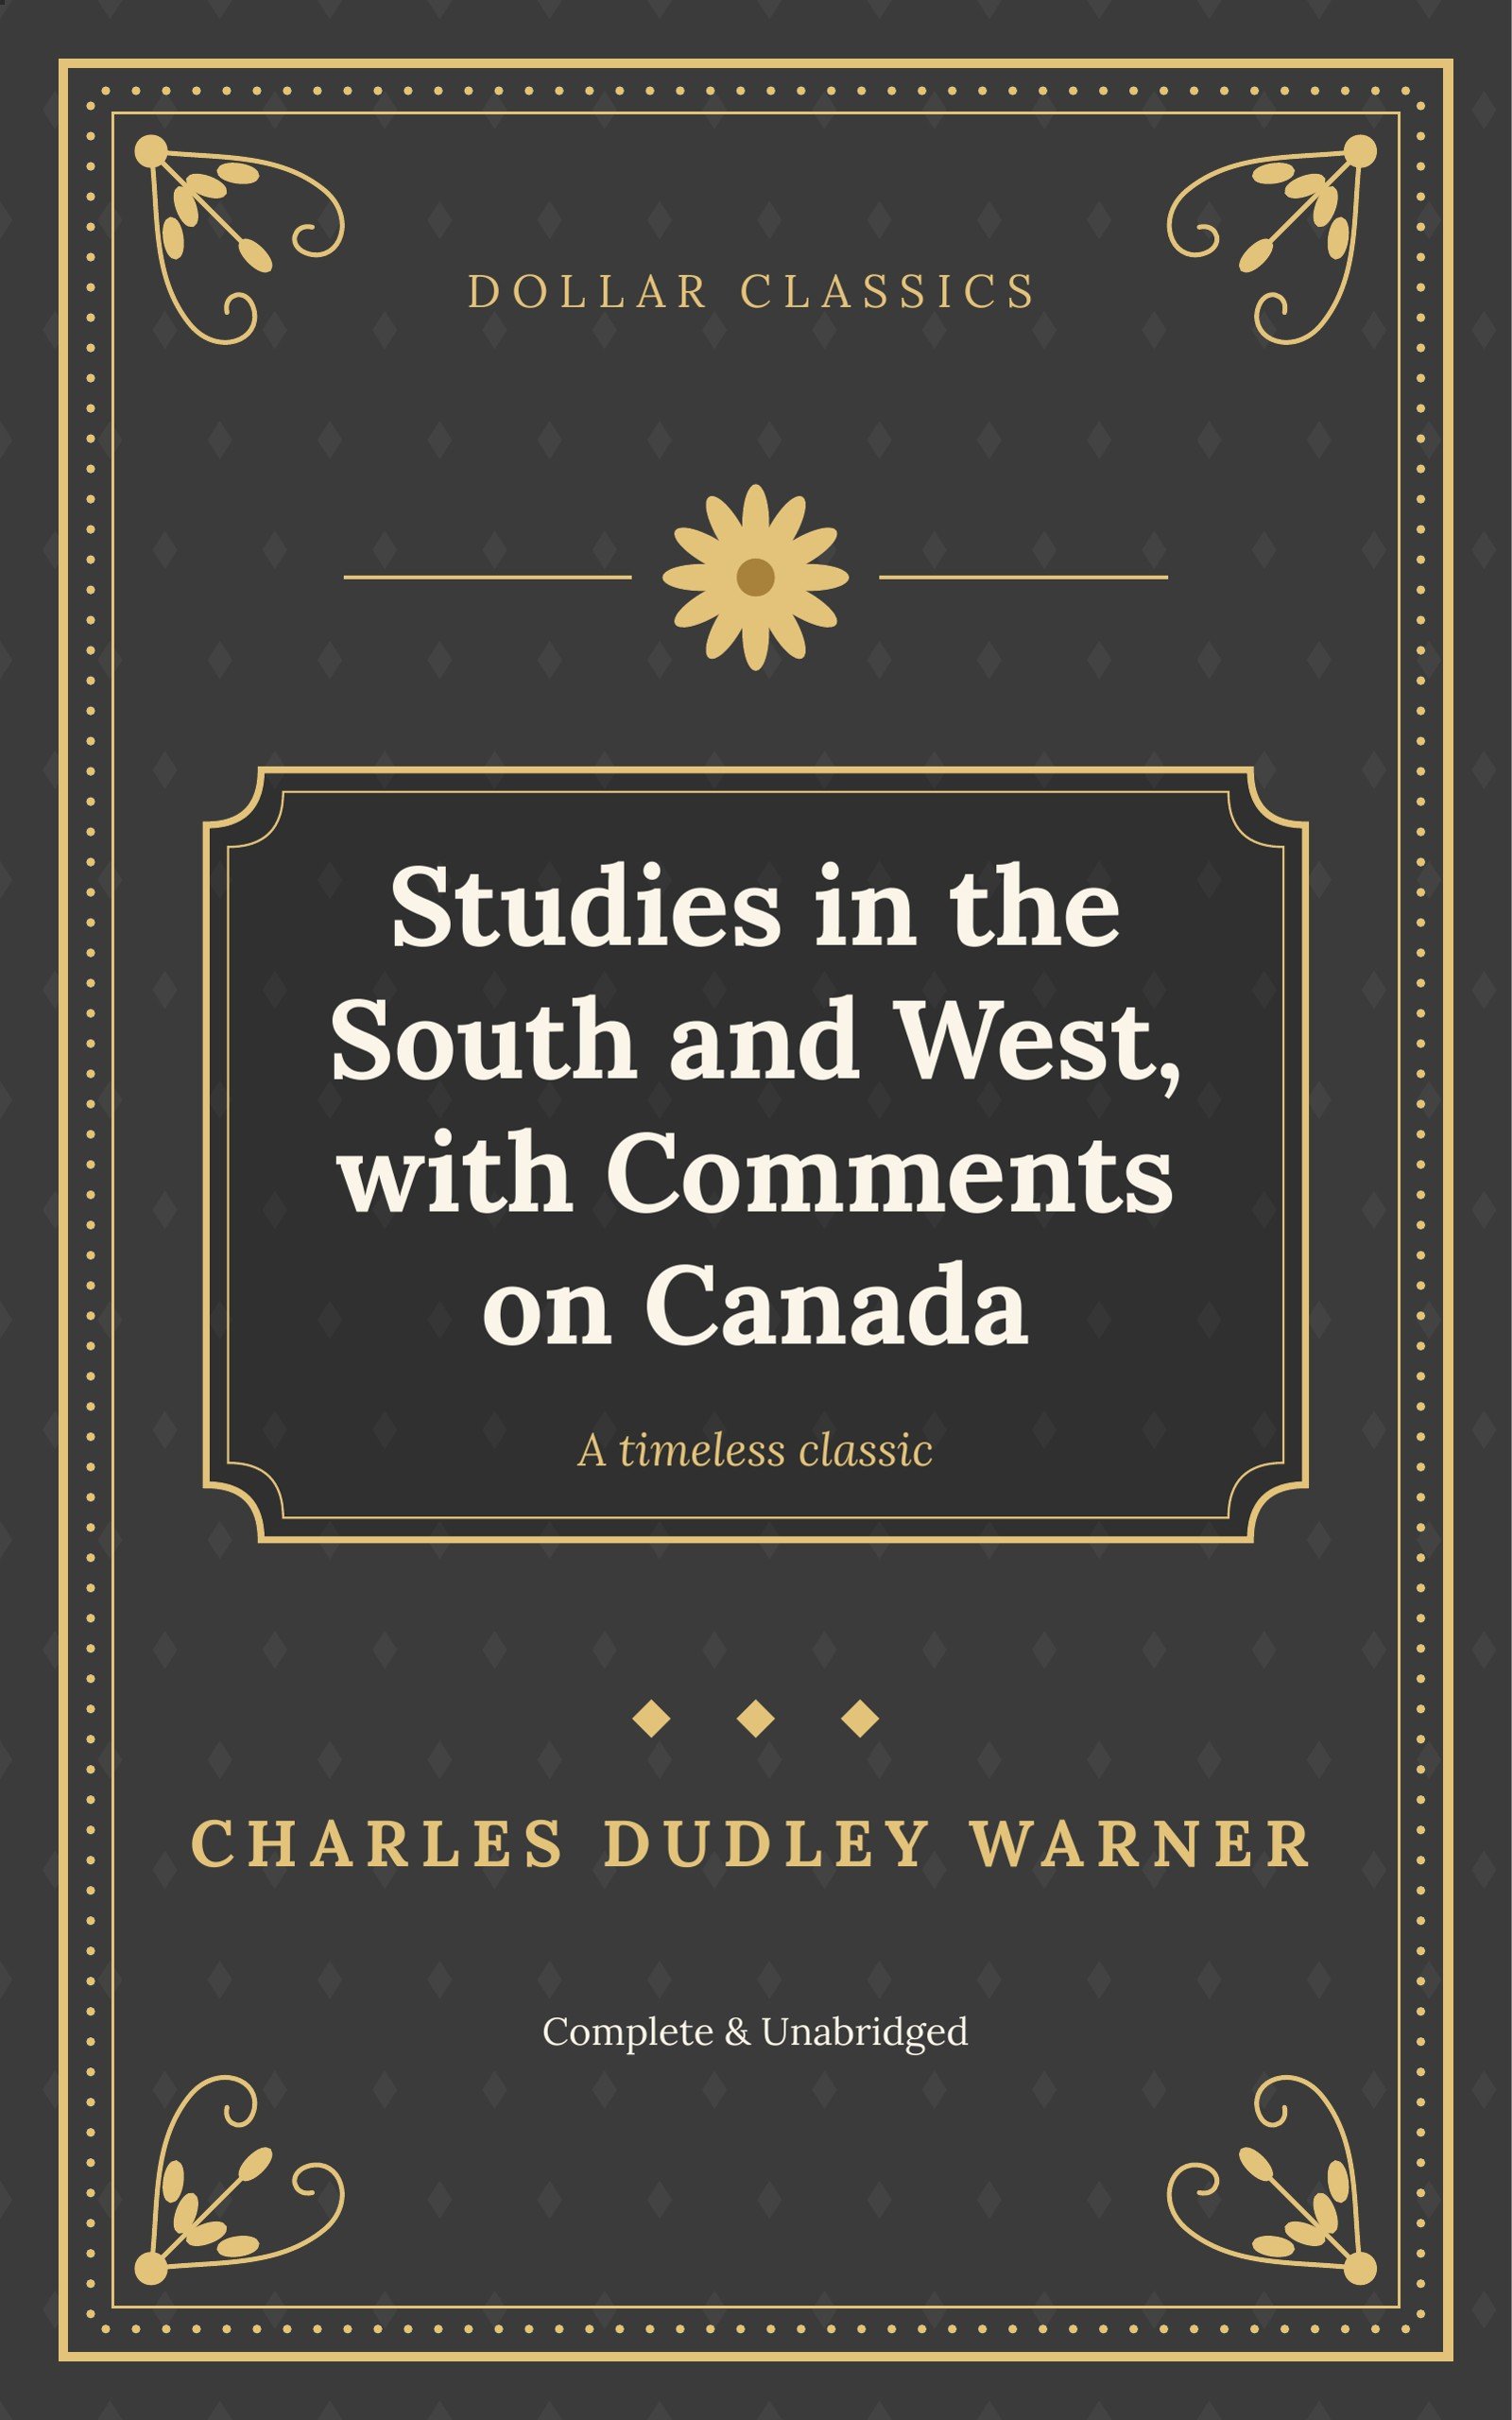 DOLLAR CLASSICS
Studies in the
South and West,
with Comments
on Canada
A timeless classic
CHARLES DUDLEY WARNER
Complete & Unabridged